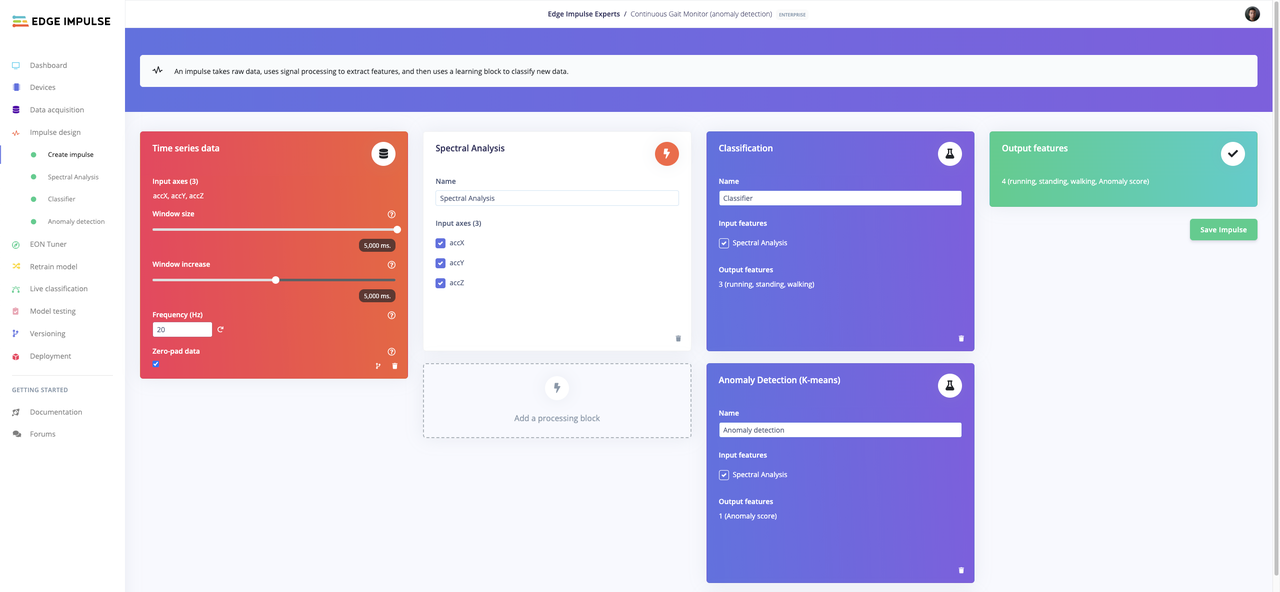 EDGE IMPULSE
Edge Impulse Experts / Continuous Gait Monitor (anomaly detection) ENTERPRISE
Dashboard
Devices
Data acquisition
Impulse design
Create impulse
Spectral Analysis
Classifier
Anomaly detection
EON Tuner
Retrain model
Live classification
Model testing
Versioning
Deployment
GETTING STARTED
Documentation
Forums
An impulse takes raw data, uses signal processing to extract features, and then uses a learning block to classify new data.
Time series data
Input axes (3)
accX, accY, accZ
Window size
5,000 ms.
Window increase
5,000 ms.
Frequency (Hz)
20
Zero-pad data
Spectral Analysis
Name
Spectral Analysis
Input axes (3)
accX
accY
accZ
Add a processing block
Classification
Name
Classifier
Input features
Spectral Analysis
Output features
3 (running, standing, walking)
Anomaly Detection (K-means)
Name
Anomaly detection
Input features
Spectral Analysis
Output features
1 (Anomaly score)
Output features
4 (running, standing, walking, Anomaly score)
Save Impulse